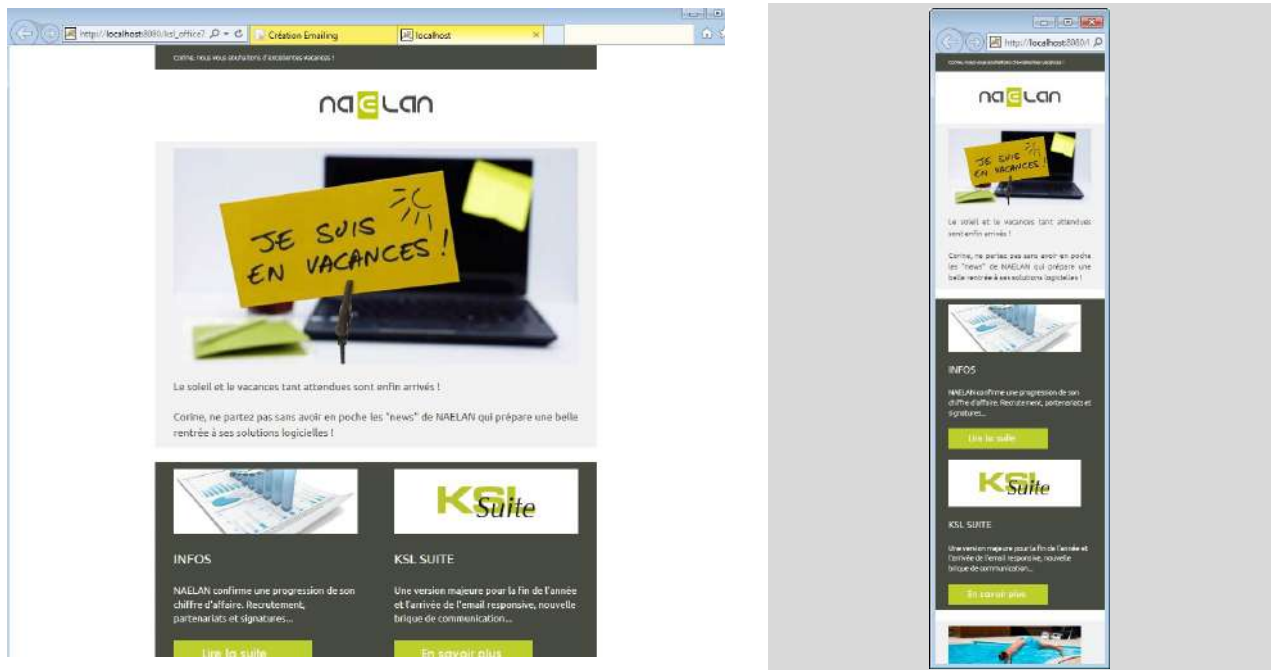 http://localhost:8080/ksl_office7
Création Emailing
localhost
Corine, nous vous souhaitons d'excellentes vacances !
naeLan
JE SUIS
EN VACANCES !
Le soleil et le vacances tant attendues sont enfin arrivés !
Corine, ne partez pas sans avoir en poche les "news" de NAELAN qui prépare une belle
rentrée à ses solutions logicielles !
KSL
Suite
INFOS
KSL SUITE
NAELAN confirme une progression de son
chiffre d'affaire. Recrutement,
partenariats et signatures...
Une version majeure pour la fin de l'année
et l'arrivée de l'email responsive, nouvelle
brique de communication...
Lire la suite
En savoir plus
http://localhost:8080/k
Corine, nous vous souhaitons d'excellentes vacances !
naeLan
JE SUIS
EN VACANCES !
Le soleil et le vacances tant attendues
sont enfin arrivés !
Corine, ne partez pas sans avoir en poche
les "news" de NAELAN qui prépare une
belle rentrée à ses solutions logicielles !
INFOS
NAELAN confirme une progression de son
chiffre d'affaire. Recrutement, partenariats et
signatures...
Lire la suite
KSL
Suite
KSL SUITE
Une version majeure pour la fin de l'année et
l'arrivée de l'email responsive, nouvelle
brique de communication...
En savoir plus